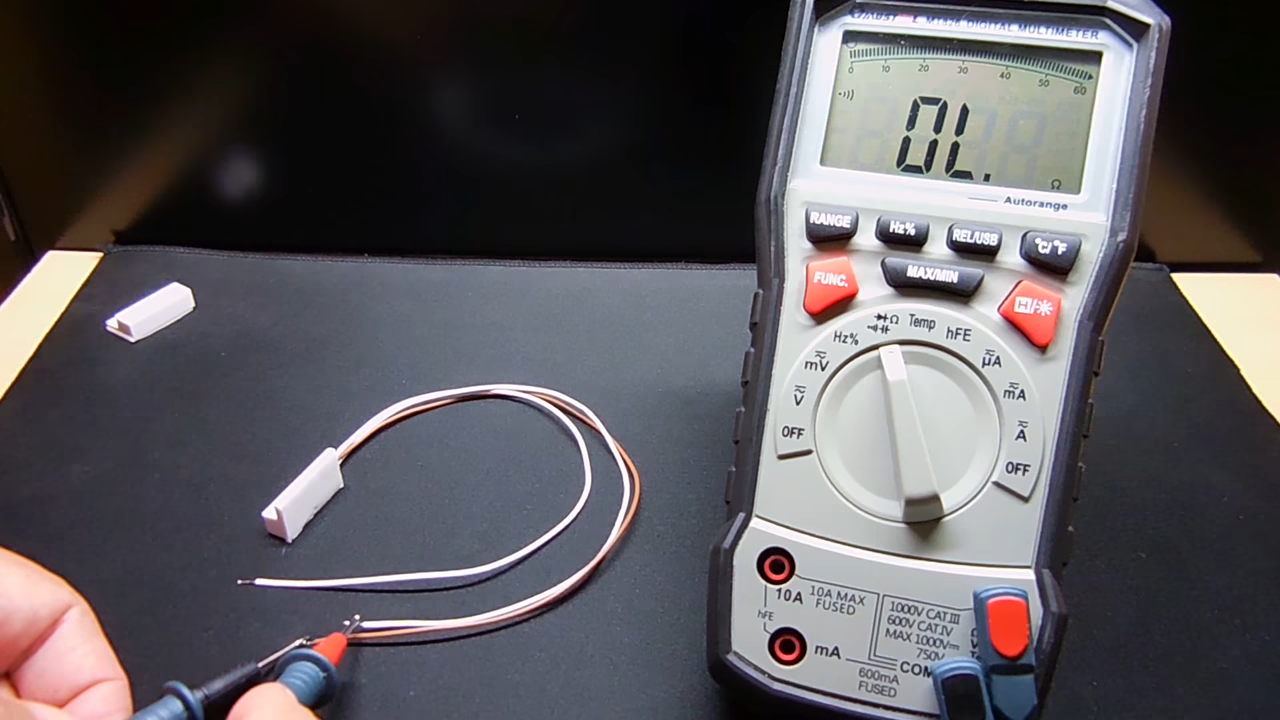 MT826 DIGITAL MULTIMETER
0 10 20 30 40 50 60
0L.
Ω
Autorange
RANGE
Hz%
REL/USB
°C/°F
FUNC.
MAX/MIN
H/☀
Hz%
Ω
Temp
hFE
mV
µA
V
mA
OFF
A
OFF
10A
10A MAX
FUSED
hFE
mA
600mA
FUSED
COM
1000V CAT.III
600V CAT.IV
MAX 1000V⎓
750V